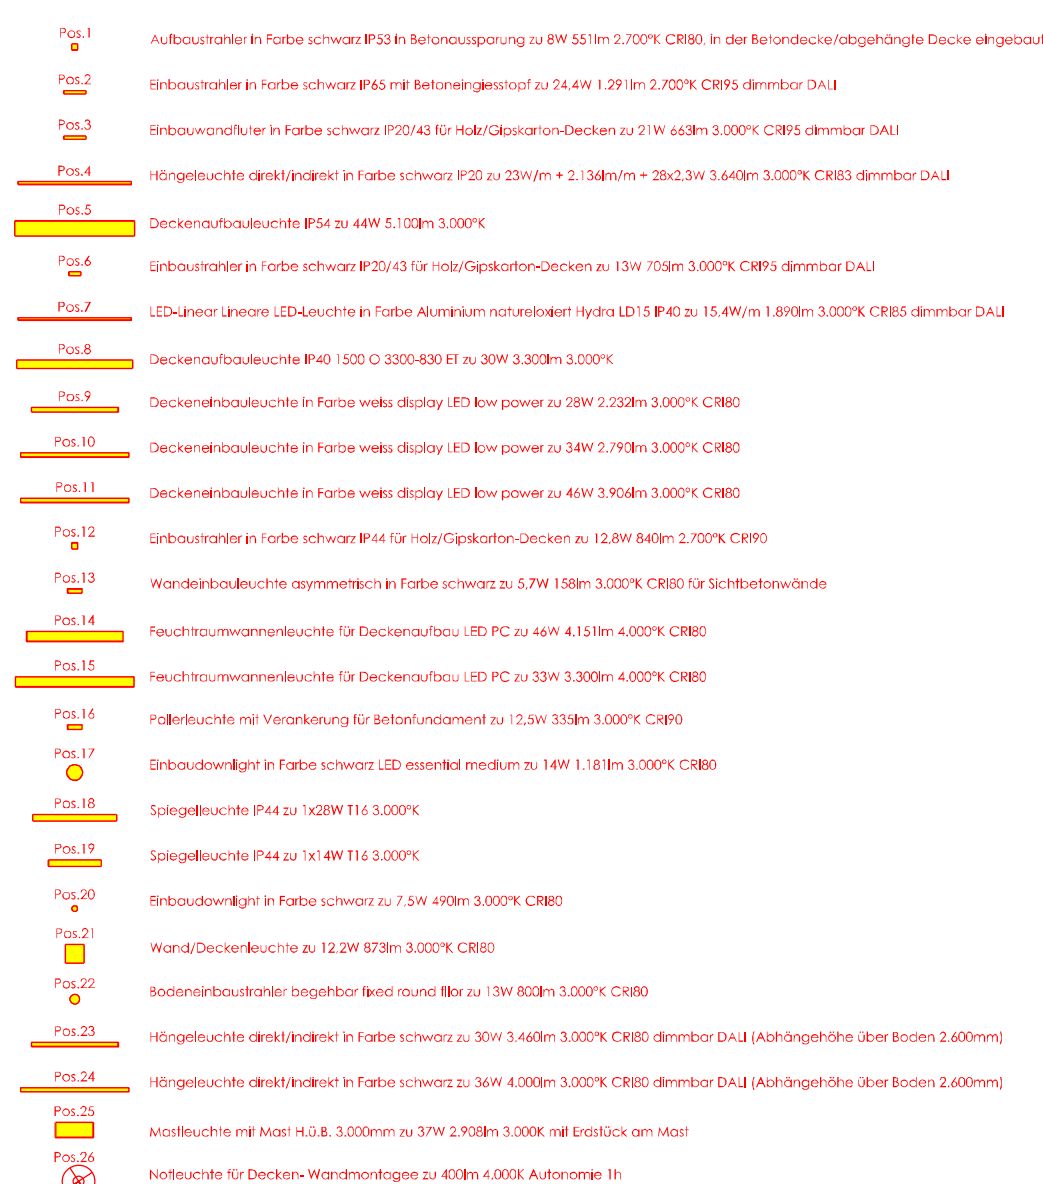 Pos.1
Aufbaustrahler in Farbe schwarz IP53 in Betonaussparung zu 8W 551lm 2.700°K CRI80, in der Betondecke/abgehängte Decke eingebaut
Pos.2
Einbaustrahler in Farbe schwarz IP65 mit Betoneingiesstopf zu 24,4W 1.291lm 2.700°K CRI95 dimmbar DALI
Pos.3
Einbauwandfluter in Farbe schwarz IP20/43 für Holz/Gipskarton-Decken zu 21W 663lm 3.000°K CRI95 dimmbar DALI
Pos.4
Hängeleuchte direkt/indirekt in Farbe schwarz IP20 zu 23W/m + 2.136lm/m + 28x2,3W 3.640lm 3.000°K CRI83 dimmbar DALI
Pos.5
Deckenaufbauleuchte IP54 zu 44W 5.100lm 3.000°K
Pos.6
Einbaustrahler in Farbe schwarz IP20/43 für Holz/Gipskarton-Decken zu 13W 705lm 3.000°K CRI95 dimmbar DALI
Pos.7
LED-Linear Lineare LED-Leuchte in Farbe Aluminium natureloxiert Hydra LD15 IP40 zu 15,4W/m 1.890lm 3.000°K CRI85 dimmbar DALI
Pos.8
Deckenaufbauleuchte IP40 1500 O 3300-830 ET zu 30W 3.300lm 3.000°K
Pos.9
Deckeneinbauleuchte in Farbe weiss display LED low power zu 28W 2.232lm 3.000°K CRI80
Pos.10
Deckeneinbauleuchte in Farbe weiss display LED low power zu 34W 2.790lm 3.000°K CRI80
Pos.11
Deckeneinbauleuchte in Farbe weiss display LED low power zu 46W 3.906lm 3.000°K CRI80
Pos.12
Einbaustrahler in Farbe schwarz IP44 für Holz/Gipskarton-Decken zu 12,8W 840lm 2.700°K CRI90
Pos.13
Wandeinbauleuchte asymmetrisch in Farbe schwarz zu 5,7W 158lm 3.000°K CRI80 für Sichtbetonwände
Pos.14
Feuchtraumwannenleuchte für Deckenaufbau LED PC zu 46W 4.151lm 4.000°K CRI80
Pos.15
Feuchtraumwannenleuchte für Deckenaufbau LED PC zu 33W 3.300lm 4.000°K CRI80
Pos.16
Pollerleuchte mit Verankerung für Betonfundament zu 12,5W 335lm 3.000°K CRI90
Pos.17
Einbaudownlight in Farbe schwarz LED essential medium zu 14W 1.181lm 3.000°K CRI80
Pos.18
Spiegelleuchte IP44 zu 1x28W T16 3.000°K
Pos.19
Spiegelleuchte IP44 zu 1x14W T16 3.000°K
Pos.20
Einbaudownlight in Farbe schwarz zu 7,5W 490lm 3.000°K CRI80
Pos.21
Wand/Deckenleuchte zu 12,2W 873lm 3.000°K CRI80
Pos.22
Bodeneinbaustrahler begehbar fixed round fllor zu 13W 800lm 3.000°K CRI80
Pos.23
Hängeleuchte direkt/indirekt in Farbe schwarz zu 30W 3.460lm 3.000°K CRI80 dimmbar DALI (Abhängehöhe über Boden 2.600mm)
Pos.24
Hängeleuchte direkt/indirekt in Farbe schwarz zu 36W 4.000lm 3.000°K CRI80 dimmbar DALI (Abhängehöhe über Boden 2.600mm)
Pos.25
Mastleuchte mit Mast H.ü.B. 3.000mm zu 37W 2.908lm 3.000K mit Erdstück am Mast
Pos.26
Notleuchte für Decken- Wandmontagee zu 400lm 4.000K Autonomie 1h